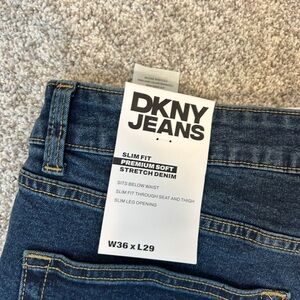 DKNY
JEANS
SLIM FIT
PREMIUM SOFT
STRETCH DENIM
SITS BELOW WAIST
SLIM FIT THROUGH SEAT AND THIGH
SLIM LEG OPENING
W36 x L29